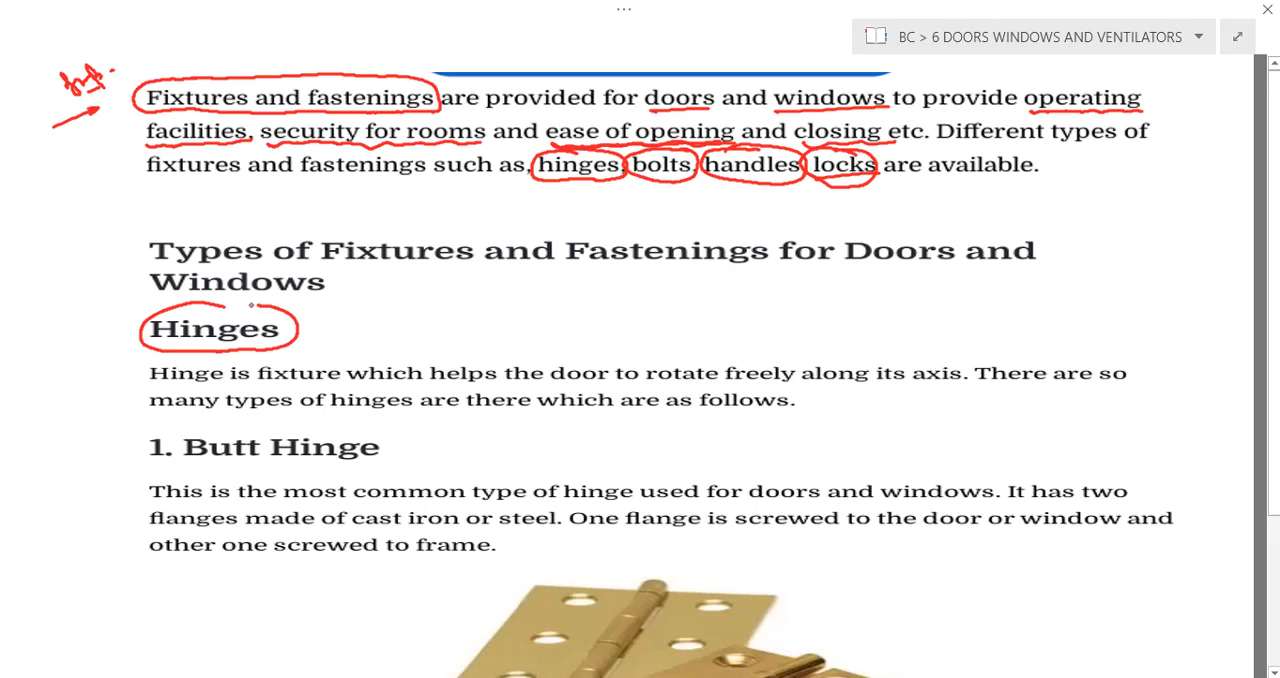 BC > 6 DOORS WINDOWS AND VENTILATORS
Fixtures and fastenings are provided for doors and windows to provide operating
facilities, security for rooms and ease of opening and closing etc. Different types of
fixtures and fastenings such as, hinges, bolts, handles, locks are available.
Types of Fixtures and Fastenings for Doors and
Windows
Hinges
Hinge is fixture which helps the door to rotate freely along its axis. There are so
many types of hinges are there which are as follows.
1. Butt Hinge
This is the most common type of hinge used for doors and windows. It has two
flanges made of cast iron or steel. One flange is screwed to the door or window and
other one screwed to frame.